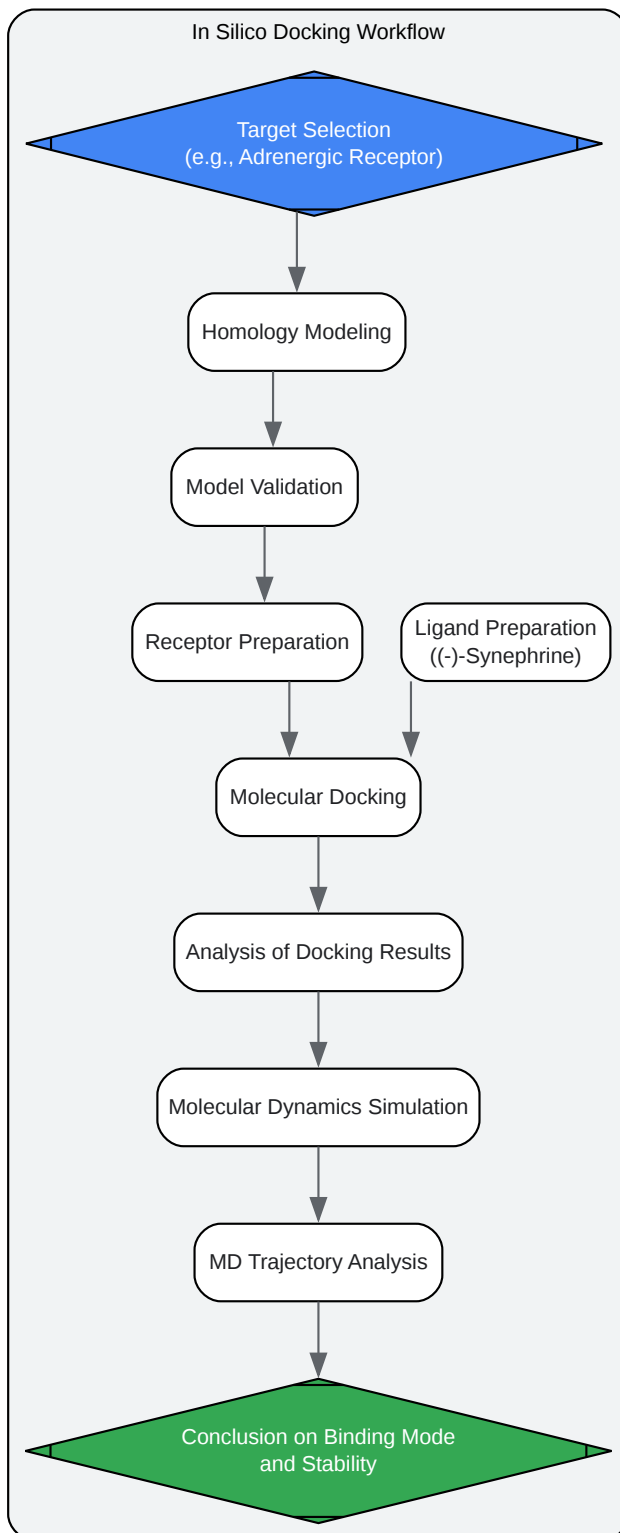 In Silico Docking Workflow
Target Selection
(e.g., Adrenergic Receptor)
Homology Modeling
Model Validation
Receptor Preparation
Ligand Preparation
((-)-Synephrine)
Molecular Docking
Analysis of Docking Results
Molecular Dynamics Simulation
MD Trajectory Analysis
Conclusion on Binding Mode
and Stability